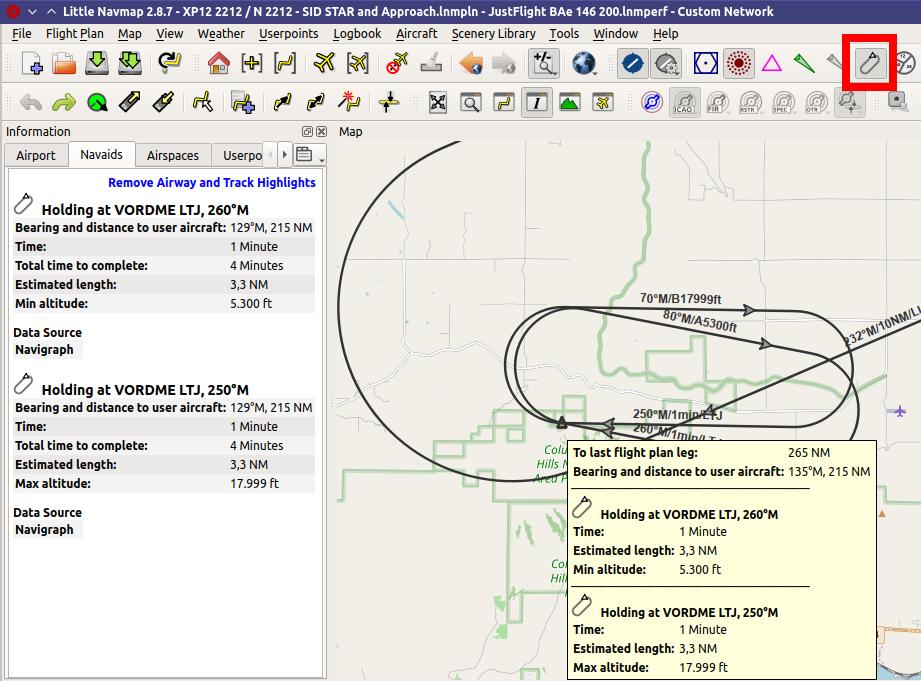 Little Navmap 2.8.7 - XP12 2212 / N 2212 - SID STAR and Approach.lnmpln - JustFlight BAe 146 200.lnmperf - Custom Network
File Flight Plan Map View Weather Userpoints Logbook Aircraft Scenery Library Tools Window Help
ICAO FIR RSTR SPEC OTR
Information
Map
Airport Navaids Airspaces Userpo
Remove Airway and Track Highlights
Holding at VORDME LTJ, 260°M
Bearing and distance to user aircraft: 129°M, 215 NM
Time: 1 Minute
Total time to complete: 4 Minutes
Estimated length: 3,3 NM
Min altitude: 5.300 ft
Data Source
Navigraph
Holding at VORDME LTJ, 250°M
Bearing and distance to user aircraft: 129°M, 215 NM
Time: 1 Minute
Total time to complete: 4 Minutes
Estimated length: 3,3 NM
Max altitude: 17.999 ft
Data Source
Navigraph
70°M/B17999ft
80°M/A5300ft
232°M/10NM/L
250°M/1min/LTJ
260°M/1min/LTJ
Colu
Hills N
Area P
Co
Hill
To last flight plan leg: 265 NM
Bearing and distance to user aircraft: 135°M, 215 NM
Holding at VORDME LTJ, 260°M
Time: 1 Minute
Estimated length: 3,3 NM
Min altitude: 5.300 ft
Holding at VORDME LTJ, 250°M
Time: 1 Minute
Estimated length: 3,3 NM
Max altitude: 17.999 ft